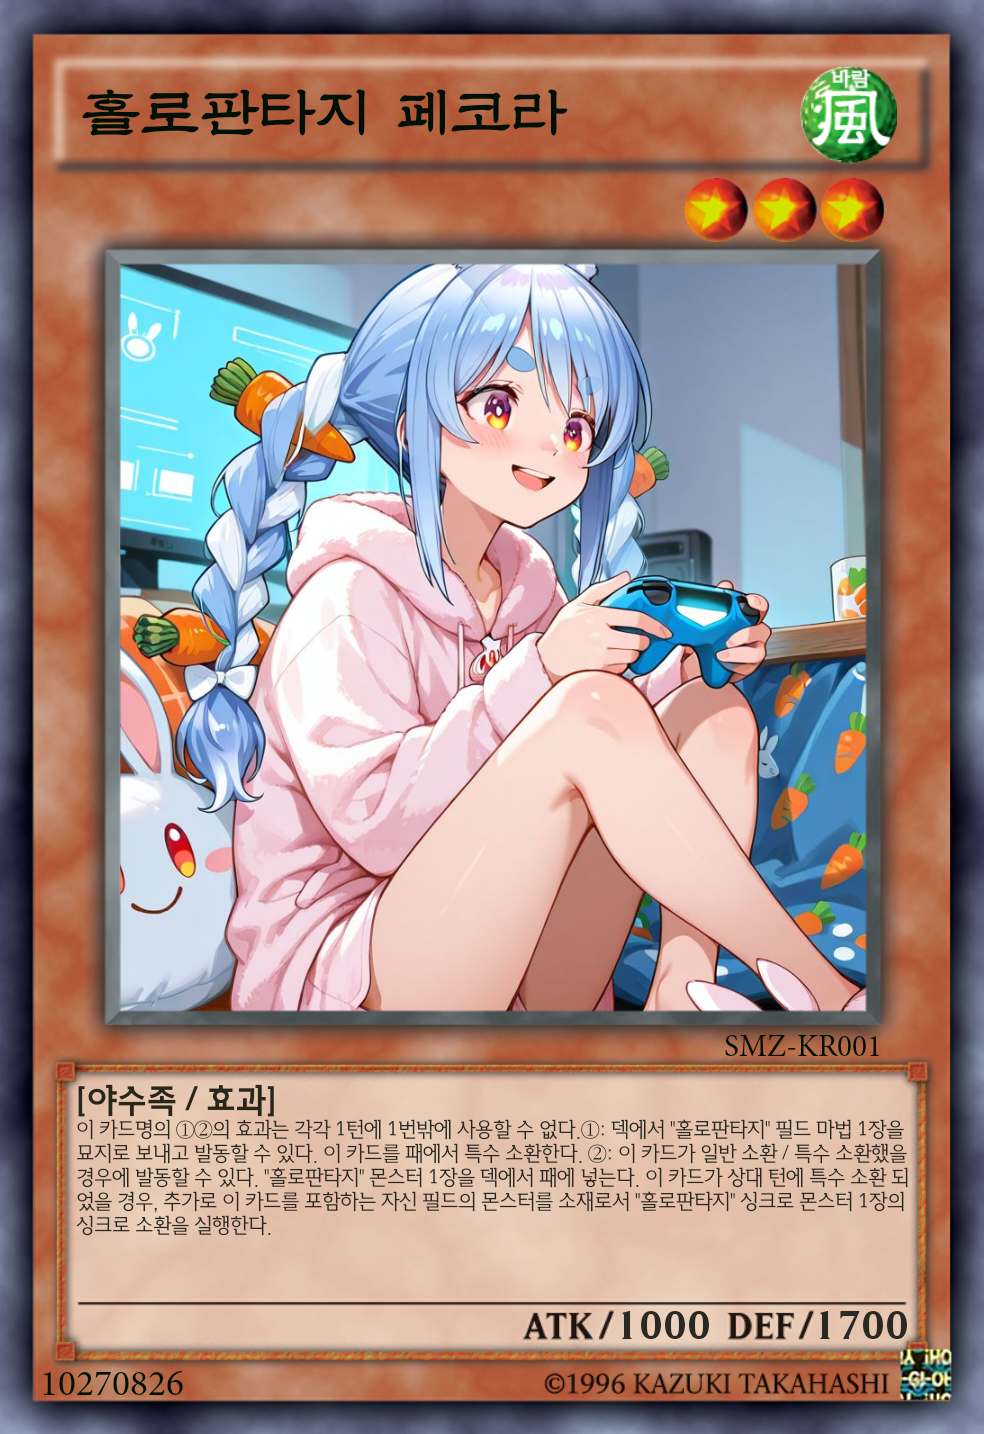 홀로판타지 페코라
바람
風
SMZ-KR001
[야수족 / 효과]
이 카드명의 ①②의 효과는 각각 1턴에 1번밖에 사용할 수 없다.①: 덱에서 "홀로판타지" 필드 마법 1장을
묘지로 보내고 발동할 수 있다. 이 카드를 패에서 특수 소환한다. ②: 이 카드가 일반 소환 / 특수 소환했을
경우에 발동할 수 있다. "홀로판타지" 몬스터 1장을 덱에서 패에 넣는다. 이 카드가 상대 턴에 특수 소환 되
었을 경우, 추가로 이 카드를 포함하는 자신 필드의 몬스터를 소재로서 "홀로판타지" 싱크로 몬스터 1장의
싱크로 소환을 실행한다.
ATK/1000 DEF/1700
10270826
©1996 KAZUKI TAKAHASHI